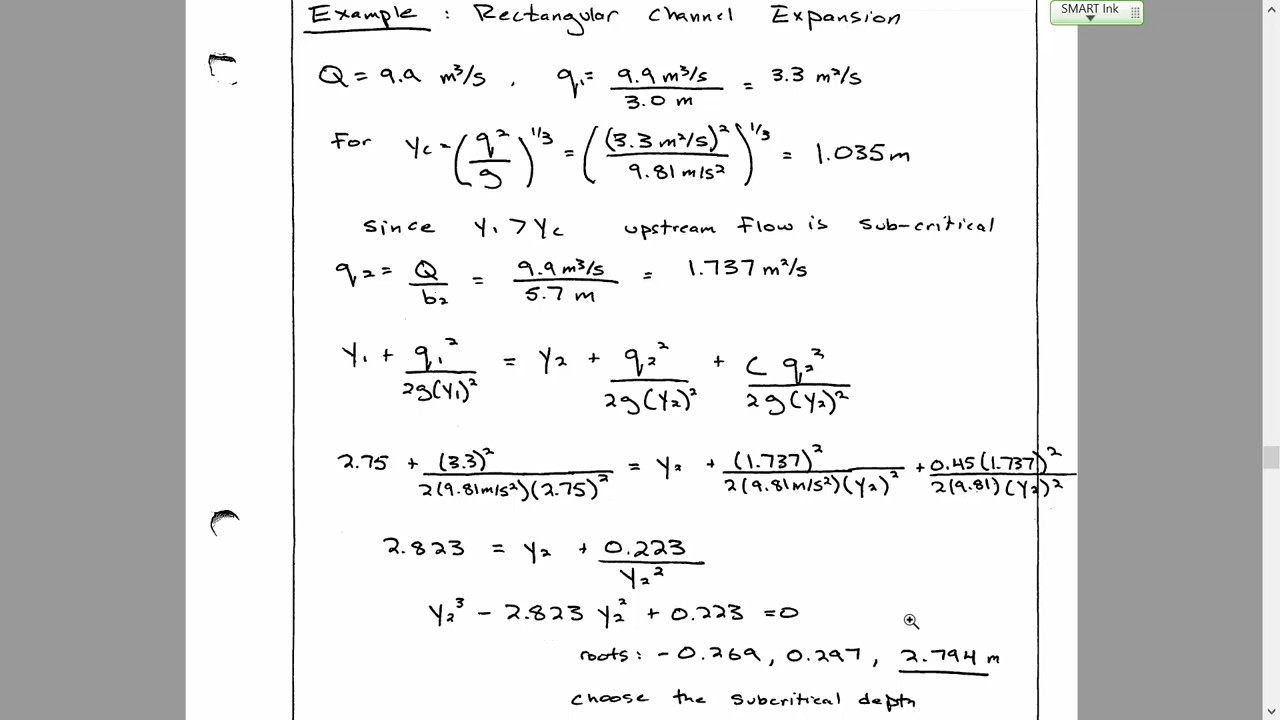 Example : Rectangular Channel Expansion
SMART Ink
Q = 9.9 m³/s , q₁ = 9.9 m³/s / 3.0 m = 3.3 m²/s
For yc = (q²/g)^1/3 = ((3.3 m²/s)² / 9.81 m/s²)^1/3 = 1.035 m
since y₁ > yc upstream flow is sub-critical
q₂ = Q/b₂ = 9.9 m³/s / 5.7 m = 1.737 m²/s
y₁ + q₁² / 2g(y₁)² = y₂ + q₂² / 2g(y₂)² + C q₂² / 2g(y₂)²
2.75 + (3.3)² / 2(9.81 m/s²)(2.75)² = y₂ + (1.737)² / 2(9.81 m/s²)(y₂)² + 0.45(1.737)² / 2(9.81)(y₂)²
2.823 = y₂ + 0.223 / y₂²
y₂³ - 2.823 y₂² + 0.223 = 0
roots: -0.269, 0.297, 2.794 m
choose the subcritical depth